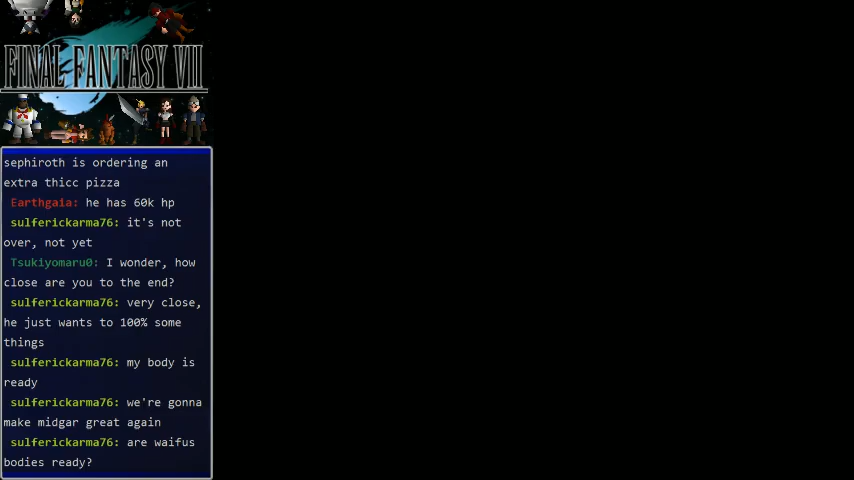 FINAL FANTASY VII
sephiroth is ordering an
extra thicc pizza
Earthgaia: he has 60k hp
sulferickarma76: it's not
over, not yet
Tsukiyomaru0: I wonder, how
close are you to the end?
sulferickarma76: very close,
he just wants to 100% some
things
sulferickarma76: my body is
ready
sulferickarma76: we're gonna
make midgar great again
sulferickarma76: are waifus
bodies ready?